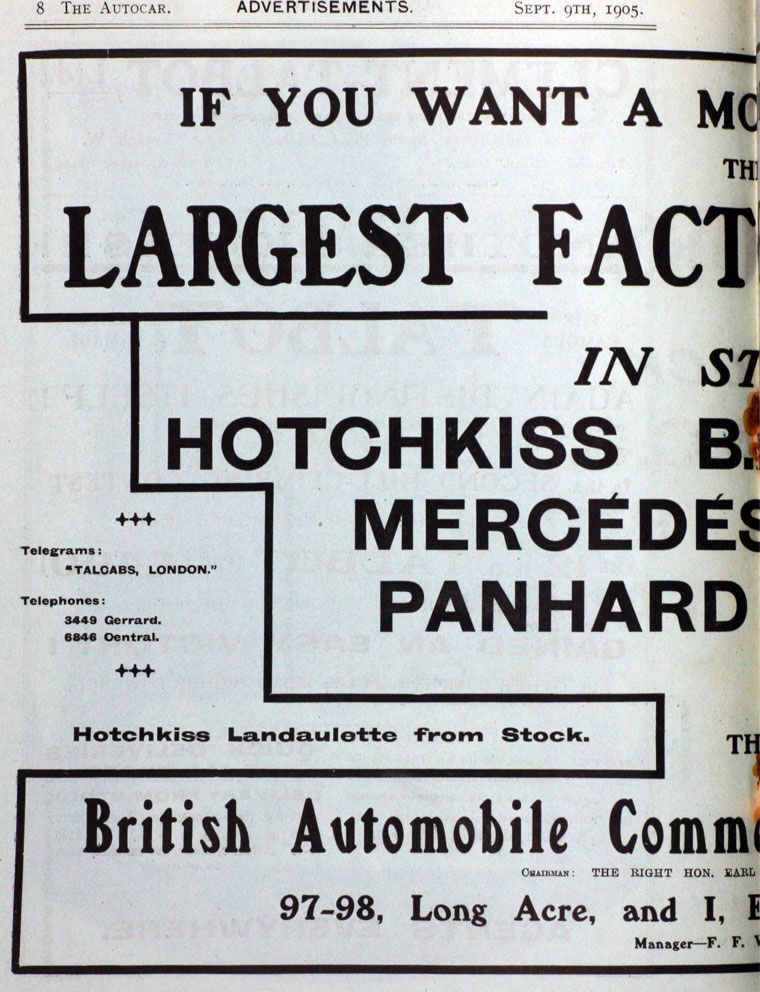 8 THE AUTOCAR. ADVERTISEMENTS. SEPT. 9TH, 1905.
IF YOU WANT A MO
TH
LARGEST FACT
IN ST
HOTCHKISS B.
MERCÉDÉS
PANHARD
Telegrams:
"TALCABS, LONDON."
Telephones:
3449 Gerrard.
6846 Central.
Hotchkiss Landaulette from Stock.
TH
British Automobile Comme
CHAIRMAN: THE RIGHT HON. EARL
97-98, Long Acre, and 1, E
Manager—F. F. W